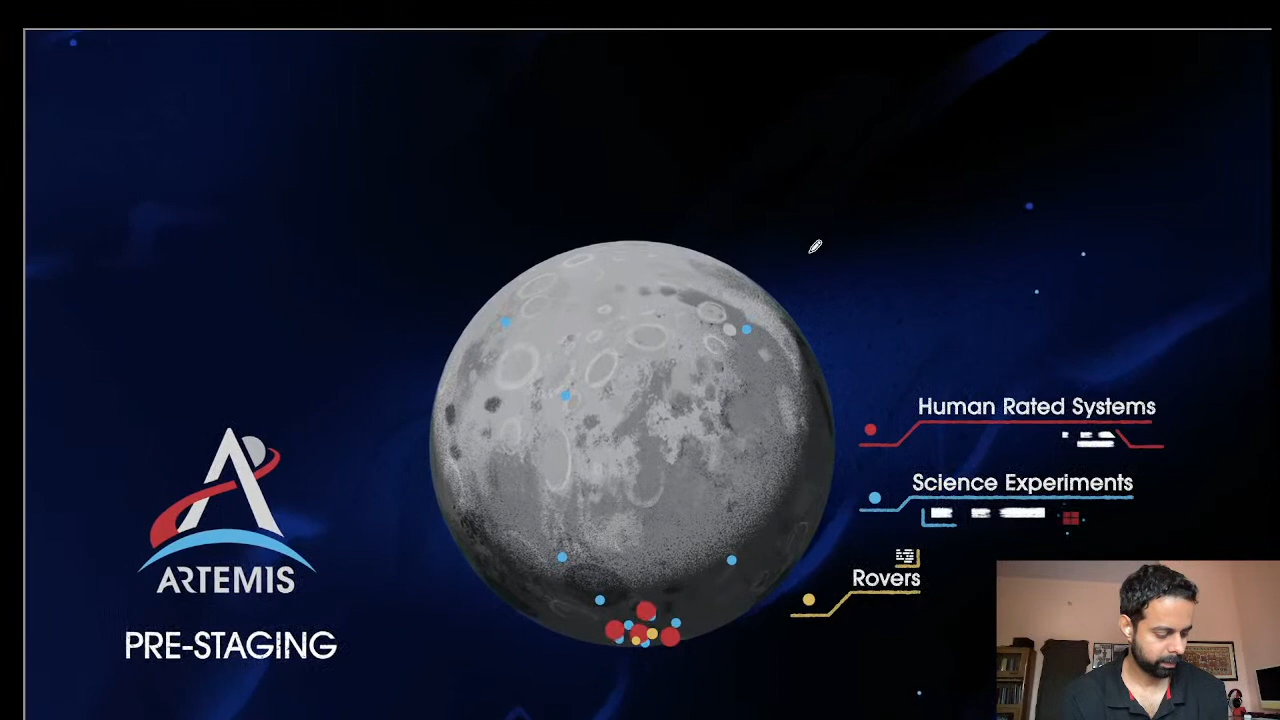 Human Rated Systems
Science Experiments
Rovers
ARTEMIS
PRE-STAGING